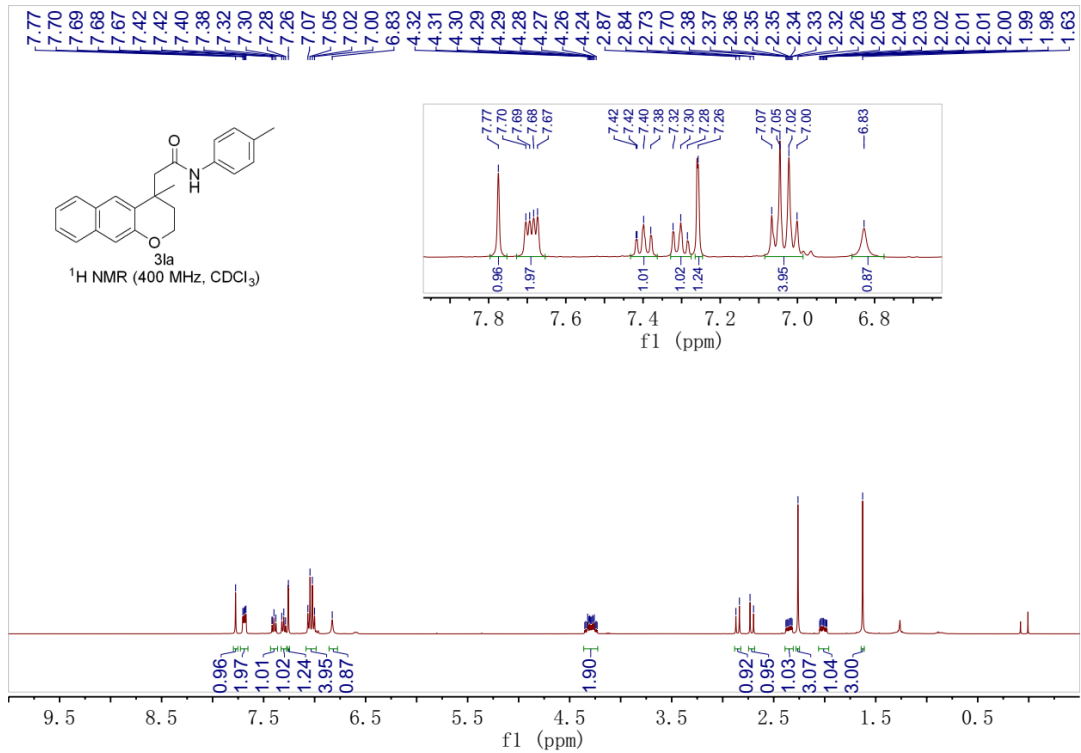 7.77 7.70 7.69 7.68 7.67 7.42 7.42 7.40 7.38 7.32 7.30 7.28 7.26 7.07 7.05 7.02 7.00 6.83 4.32 4.31 4.30 4.29 4.29 4.28 4.27 4.26 4.24 2.87 2.84 2.73 2.70 2.38 2.37 2.36 2.35 2.35 2.34 2.33 2.32 2.26 2.05 2.04 2.03 2.02 2.01 2.01 2.00 1.99 1.98 1.63
7.77 7.70 7.69 7.68 7.67 7.42 7.42 7.40 7.38 7.32 7.30 7.28 7.26 7.07 7.05 7.02 7.00 6.83
O
N
H
O
3la
¹H NMR (400 MHz, CDCl₃)
0.96 1.97 1.01 1.02 1.24 3.95 0.87
7.8 7.6 7.4 7.2 7.0 6.8
f1 (ppm)
0.96 1.97 1.01 1.02 1.24 3.95 0.87 1.90 0.92 0.95 1.03 3.07 1.04 3.00
9.5 8.5 7.5 6.5 5.5 4.5 3.5 2.5 1.5 0.5
f1 (ppm)